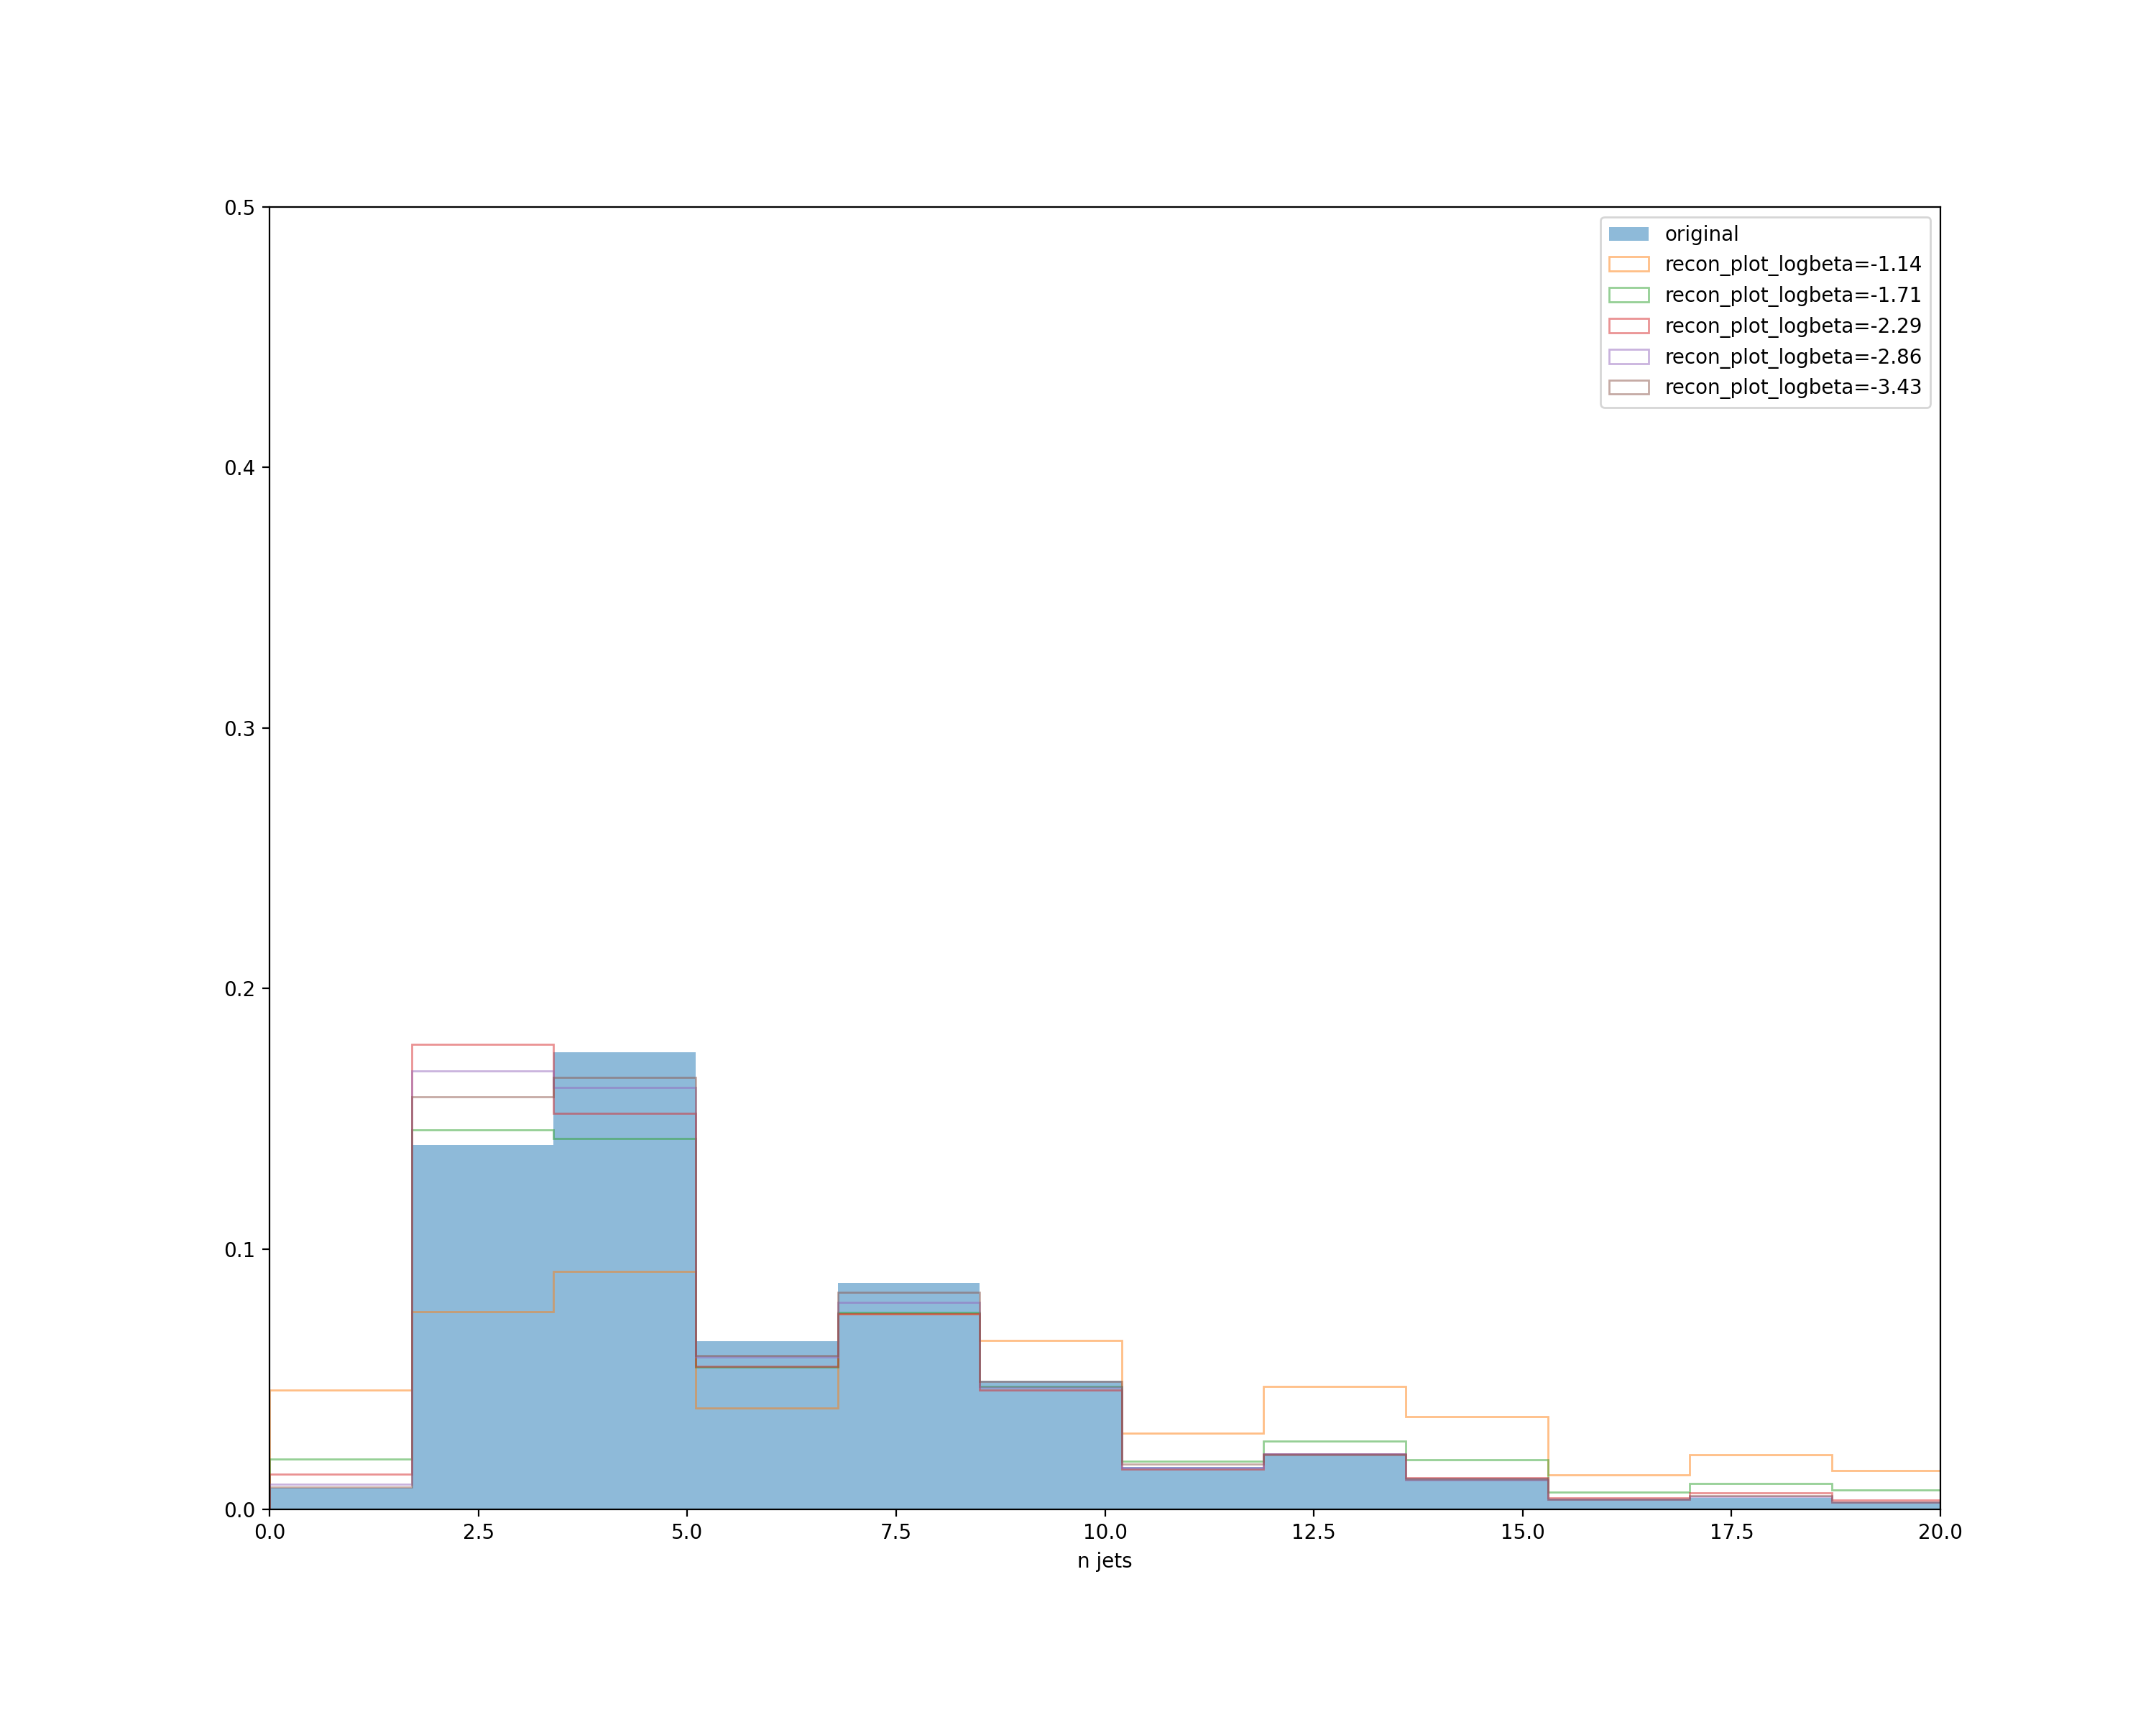 0.5
0.4
0.3
0.2
0.1
0.0
original
recon_plot_logbeta=-1.14
recon_plot_logbeta=-1.71
recon_plot_logbeta=-2.29
recon_plot_logbeta=-2.86
recon_plot_logbeta=-3.43
0.0 2.5 5.0 7.5 10.0 12.5 15.0 17.5 20.0
n jets